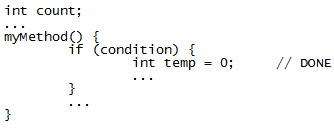 int count;
...
myMethod() {
        if (condition) {
                int temp = 0;      // DONE
                ...
        }
        ...
}